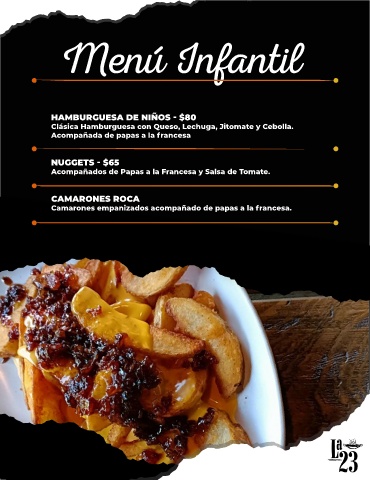 Menú Infantil
HAMBURGUESA DE NIÑOS - $80
Clásica Hamburguesa con Queso, Lechuga, Jitomate y Cebolla.
Acompañada de papas a la francesa
NUGGETS - $65
Acompañados de Papas a la Francesa y Salsa de Tomate.
CAMARONES ROCA
Camarones empanizados acompañado de papas a la francesa.
La
23